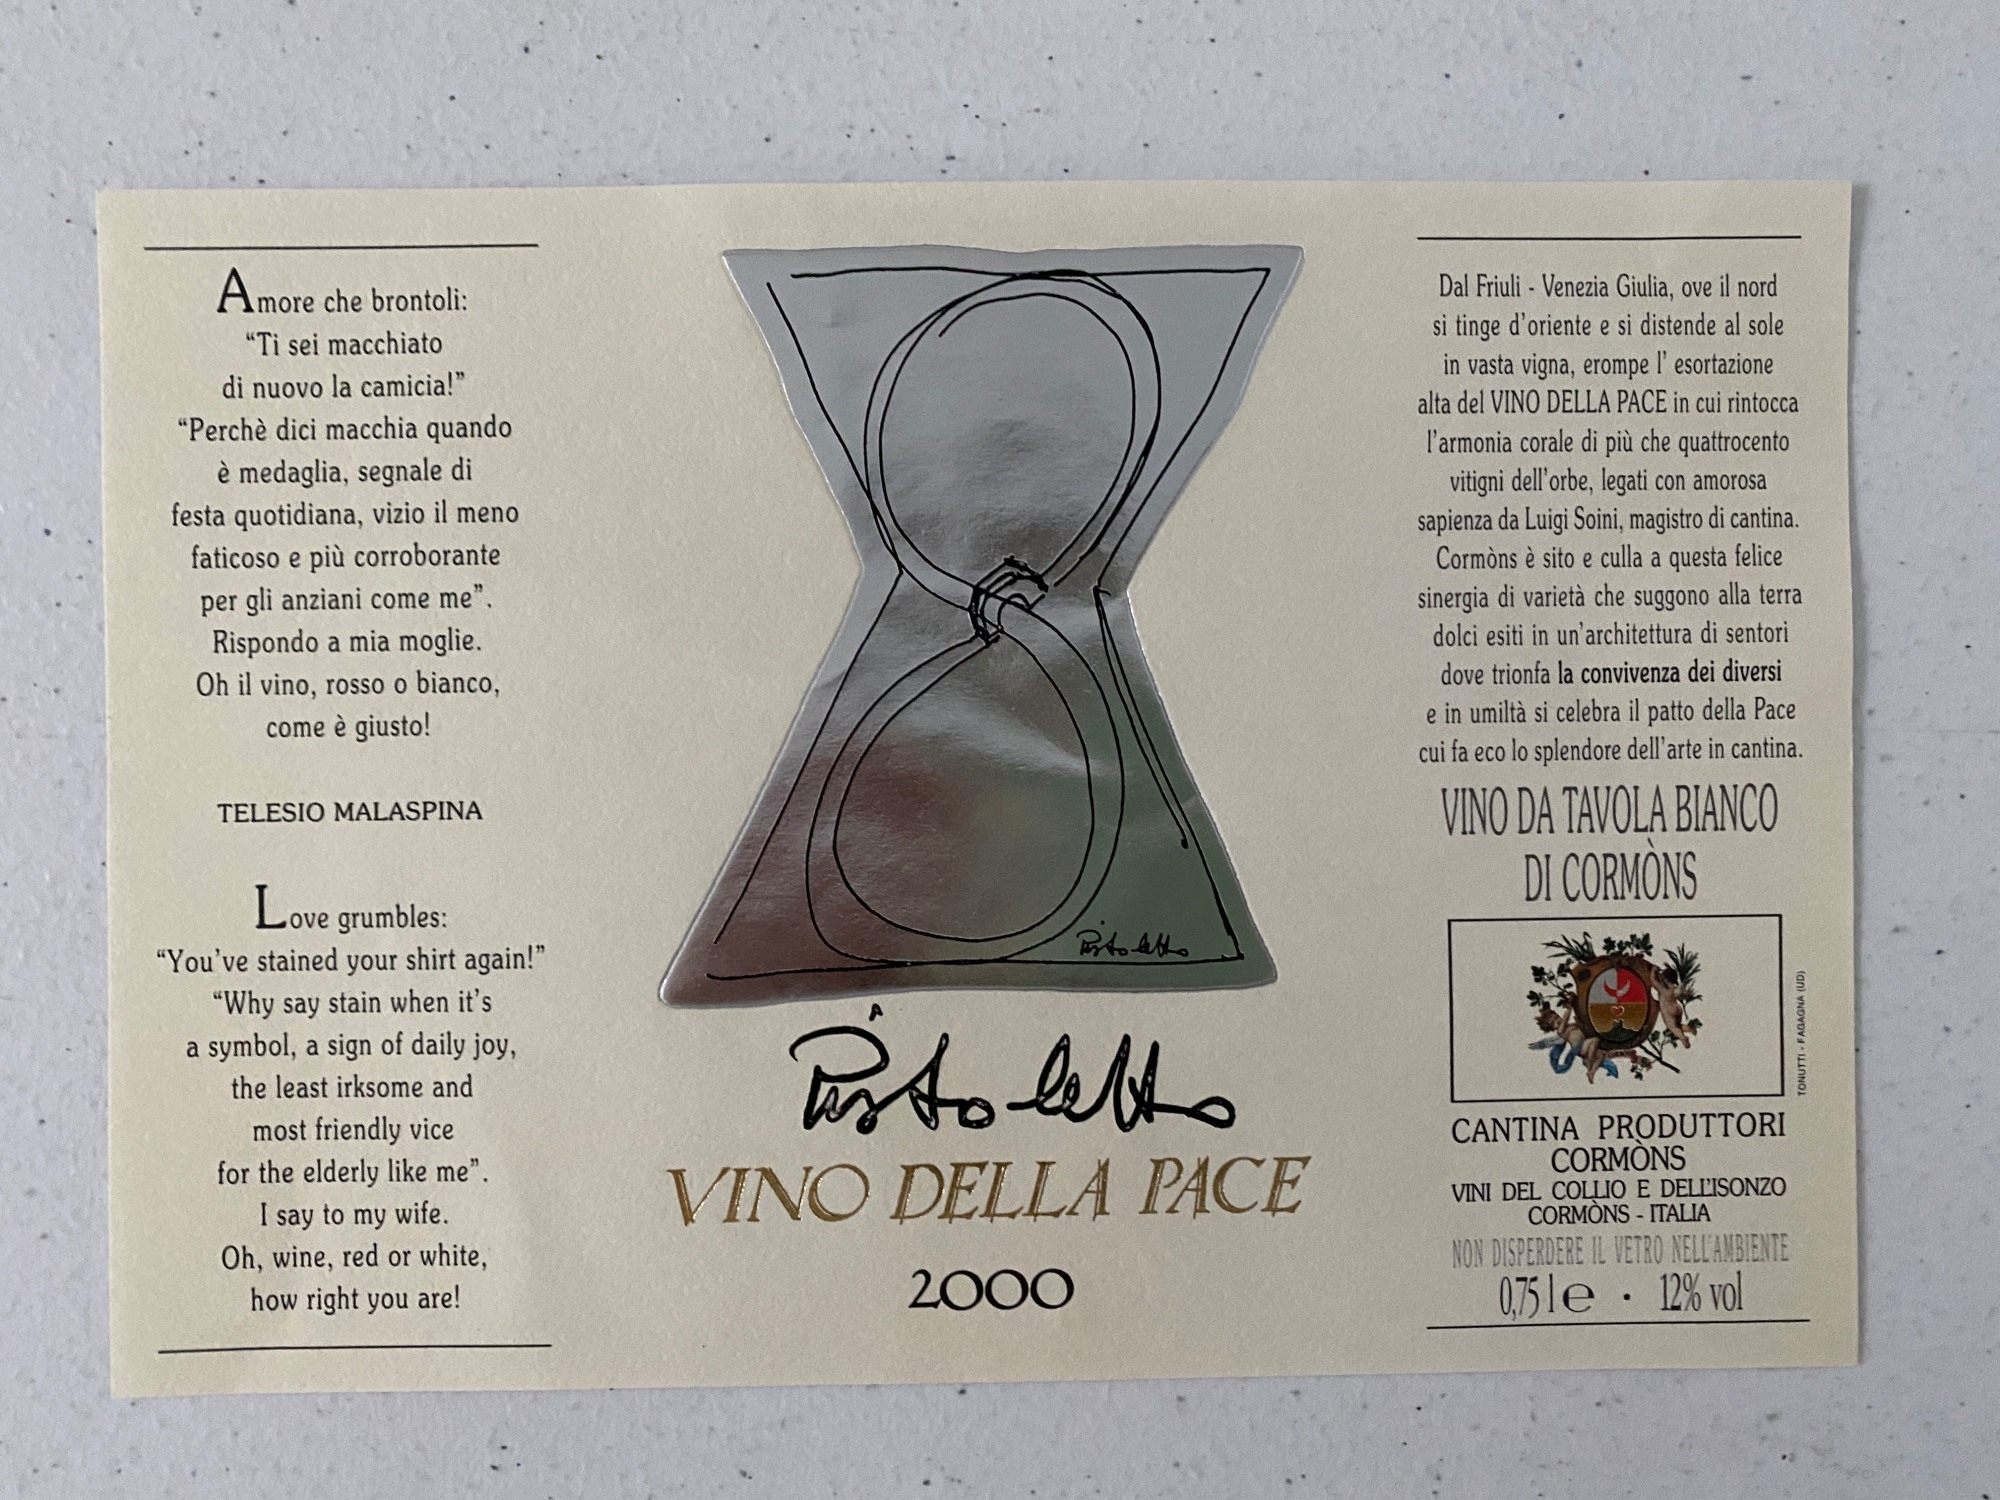 Amore che brontoli:
“Ti sei macchiato
di nuovo la camicia!”
“Perchè dici macchia quando
è medaglia, segnale di
festa quotidiana, vizio il meno
faticoso e più corroborante
per gli anziani come me”.
Rispondo a mia moglie.
Oh il vino, rosso o bianco,
come è giusto!
TELESIO MALASPINA
Love grumbles:
“You’ve stained your shirt again!”
“Why say stain when it’s
a symbol, a sign of daily joy,
the least irksome and
most friendly vice
for the elderly like me”.
I say to my wife.
Oh, wine, red or white,
how right you are!
Pistoletto
Pistoletto
VINO DELLA PACE
2000
Dal Friuli - Venezia Giulia, ove il nord
si tinge d’oriente e si distende al sole
in vasta vigna, erompe l’ esortazione
alta del VINO DELLA PACE in cui rintocca
l’armonia corale di più che quattrocento
vitigni dell’orbe, legati con amorosa
sapienza da Luigi Soini, magistro di cantina.
Cormòns è sito e culla a questa felice
sinergia di varietà che suggono alla terra
dolci esiti in un’architettura di sentori
dove trionfa la convivenza dei diversi
e in umiltà si celebra il patto della Pace
cui fa eco lo splendore dell’arte in cantina.
VINO DA TAVOLA BIANCO
DI CORMÒNS
TONUTTI - FAGAGNA (UD)
CANTINA PRODUTTORI
CORMÒNS
VINI DEL COLLIO E DELL’ISONZO
CORMÒNS - ITALIA
NON DISPERDERE IL VETRO NELL’AMBIENTE
0,75 l e · 12% vol